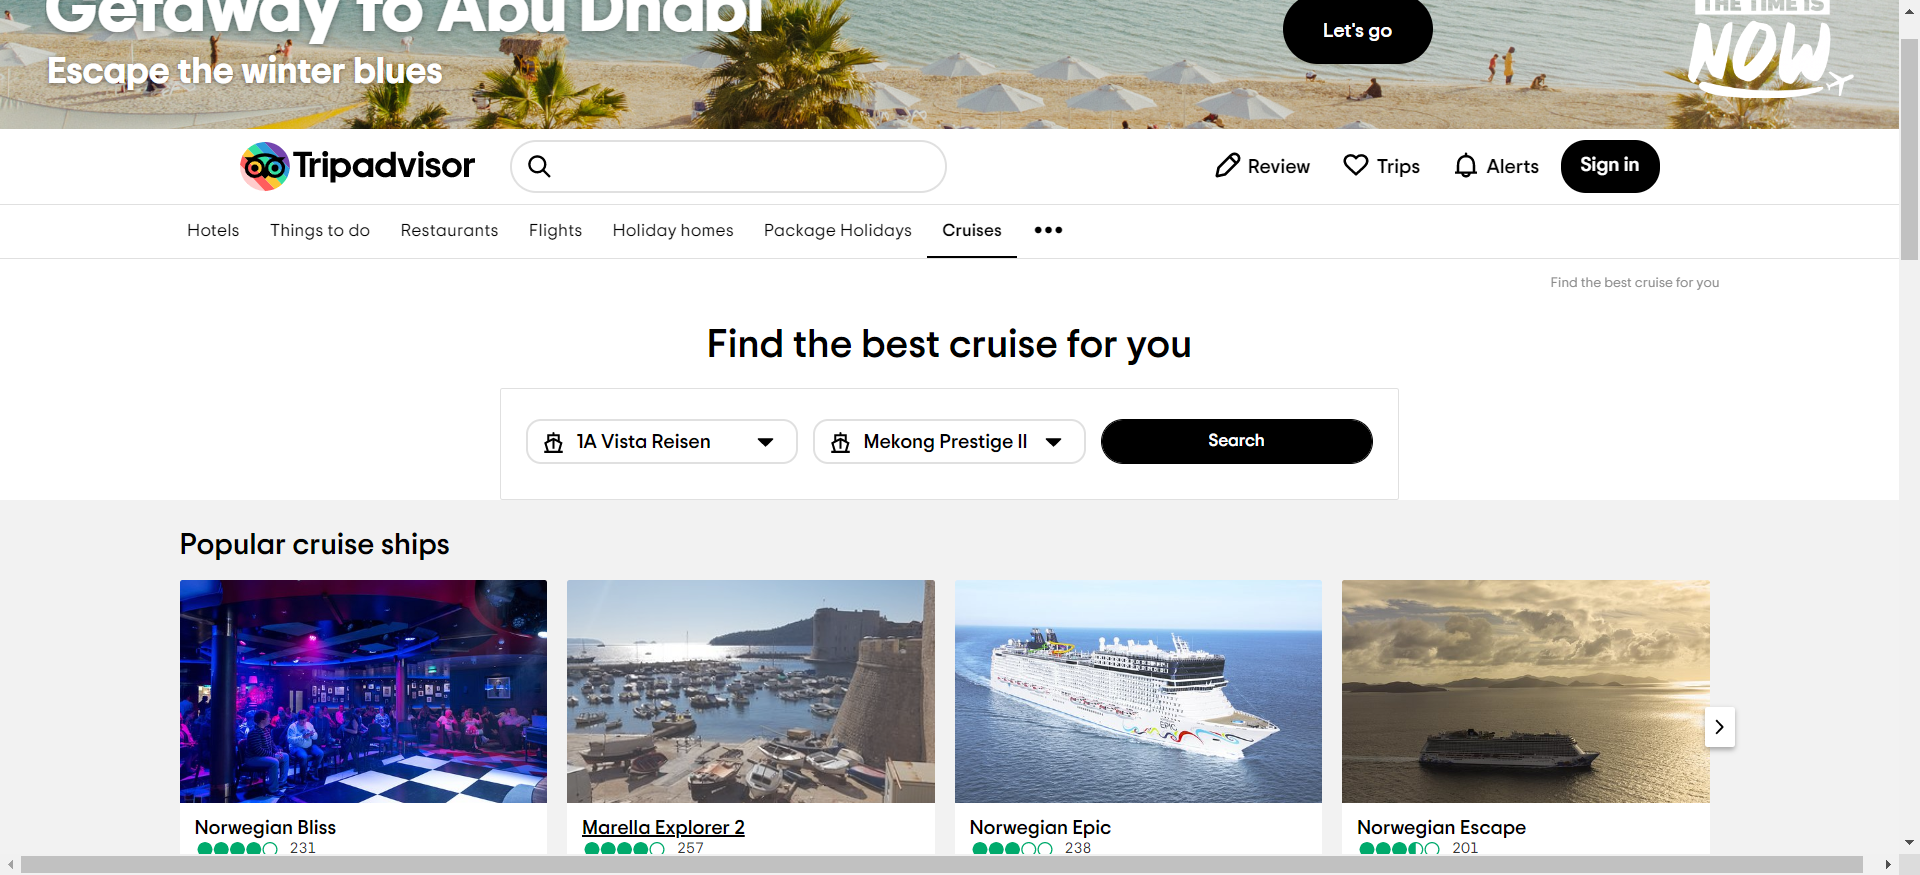 Getaway to Abu Dhabi
Escape the winter blues
Let's go
THE TIME IS
NOW
Tripadvisor
Review
Trips
Alerts
Sign in
Hotels
Things to do
Restaurants
Flights
Holiday homes
Package Holidays
Cruises
Find the best cruise for you
Find the best cruise for you
1A Vista Reisen
Mekong Prestige II
Search
Popular cruise ships
Norwegian Bliss
231
Marella Explorer 2
257
Norwegian Epic
238
Norwegian Escape
201